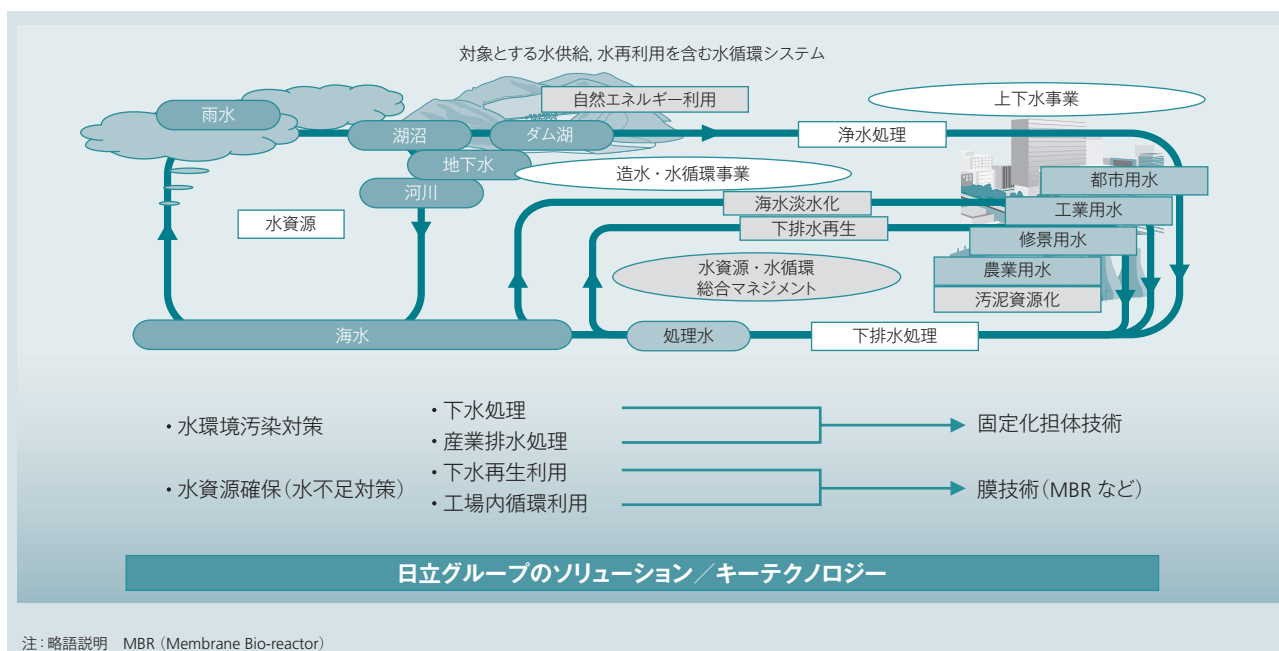 対象とする水供給, 水再利用を含む水循環システム
自然エネルギー利用
上下水事業
雨水
湖沼
ダム湖
浄水処理
地下水
造水・水循環事業
都市用水
河川
海水淡水化
工業用水
水資源
下排水再生
修景用水
水資源・水循環
総合マネジメント
農業用水
汚泥資源化
海水
処理水
下排水処理
・水環境汚染対策
・下水処理
・産業排水処理
固定化担体技術
・水資源確保(水不足対策)
・下水再生利用
・工場内循環利用
膜技術(MBR など)
日立グループのソリューション/キーテクノロジー
注:略語説明 MBR(Membrane Bio-reactor)